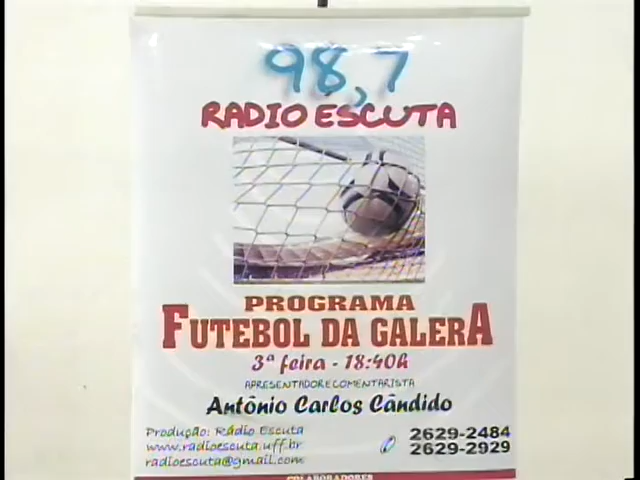 98,7
RADIO ESCUTA
PROGRAMA
FUTEBOL DA GALERA
3ª feira - 18:40h
APRESENTADOR E COMENTARISTA
Antônio Carlos Cândido
Produção: Rádio Escuta
www.radioescuta.uff.br
radioescuta@gmail.com
2629-2484
2629-2929
COLABORADORES